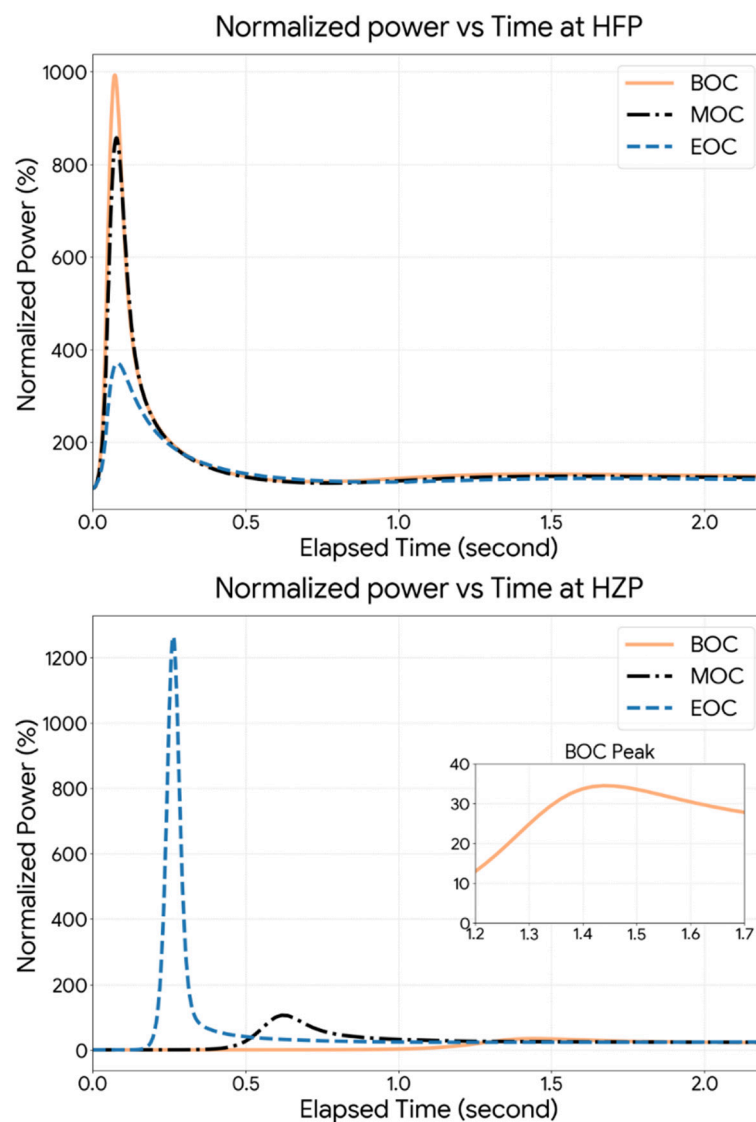 Normalized power vs Time at HFP
Normalized Power (%)
1000
800
600
400
200
BOC
MOC
EOC
0.0 0.5 1.0 1.5 2.0
Elapsed Time (second)
Normalized power vs Time at HZP
Normalized Power (%)
1200
1000
800
600
400
200
0
BOC
MOC
EOC
BOC Peak
40
30
20
10
0
1.2 1.3 1.4 1.5 1.6 1.7
0.0 0.5 1.0 1.5 2.0
Elapsed Time (second)